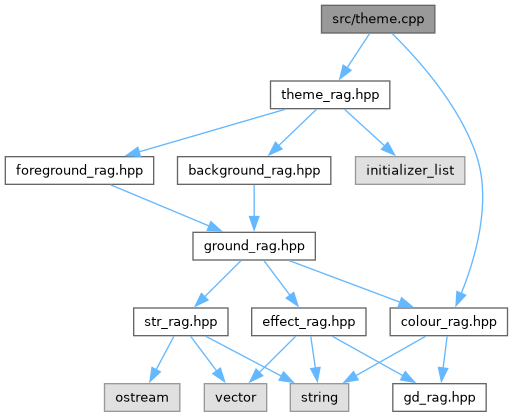 src/theme.cpp
theme_rag.hpp
foreground_rag.hpp
background_rag.hpp
initializer_list
ground_rag.hpp
str_rag.hpp
effect_rag.hpp
colour_rag.hpp
ostream
vector
string
gd_rag.hpp